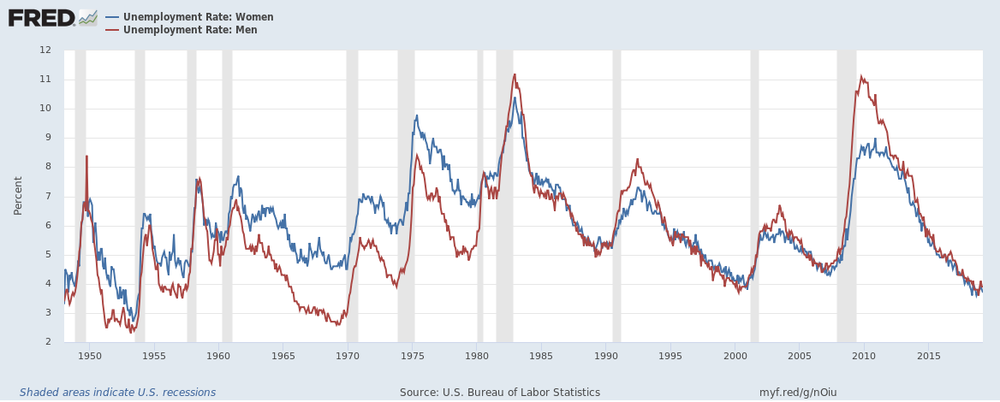 FRED
Unemployment Rate: Women
Unemployment Rate: Men
12
11
10
9
8
7
6
5
4
3
2
Percent
1950 1955 1960 1965 1970 1975 1980 1985 1990 1995 2000 2005 2010 2015
Shaded areas indicate U.S. recessions Source: U.S. Bureau of Labor Statistics myf.red/g/nOiu